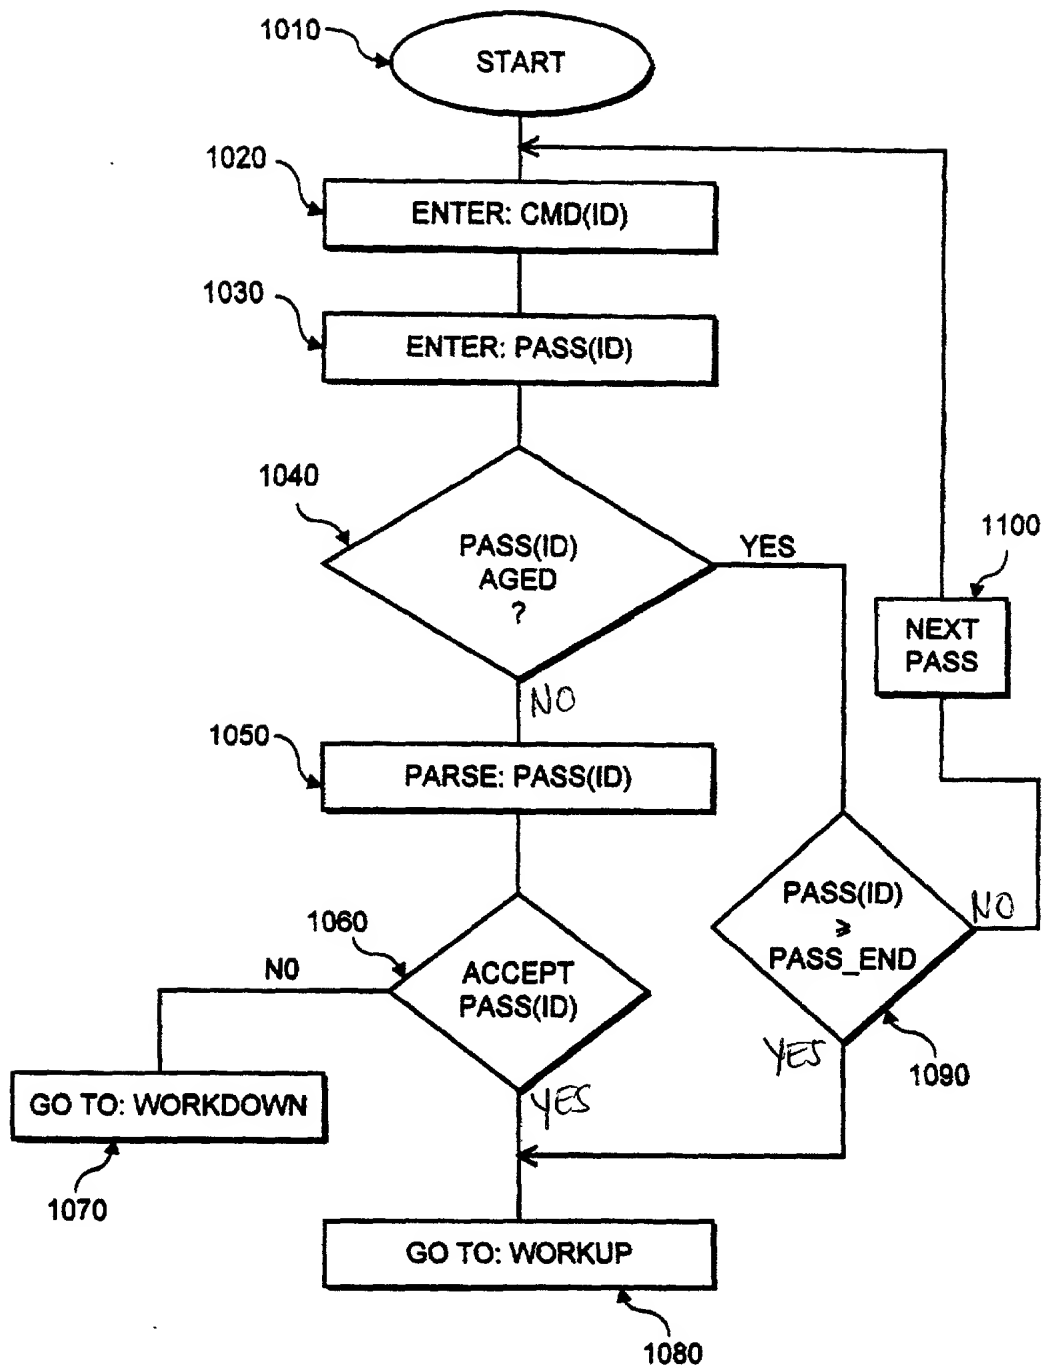 1010
START
1020
ENTER: CMD(ID)
1030
ENTER: PASS(ID)
1040
PASS(ID)
AGED
?
YES
1100
NEXT
PASS
NO
1050
PARSE: PASS(ID)
PASS(ID)
≥
PASS_END
NO
1060
ACCEPT
PASS(ID)
N0
YES
1090
GO TO: WORKDOWN
YES
1070
GO TO: WORKUP
1080